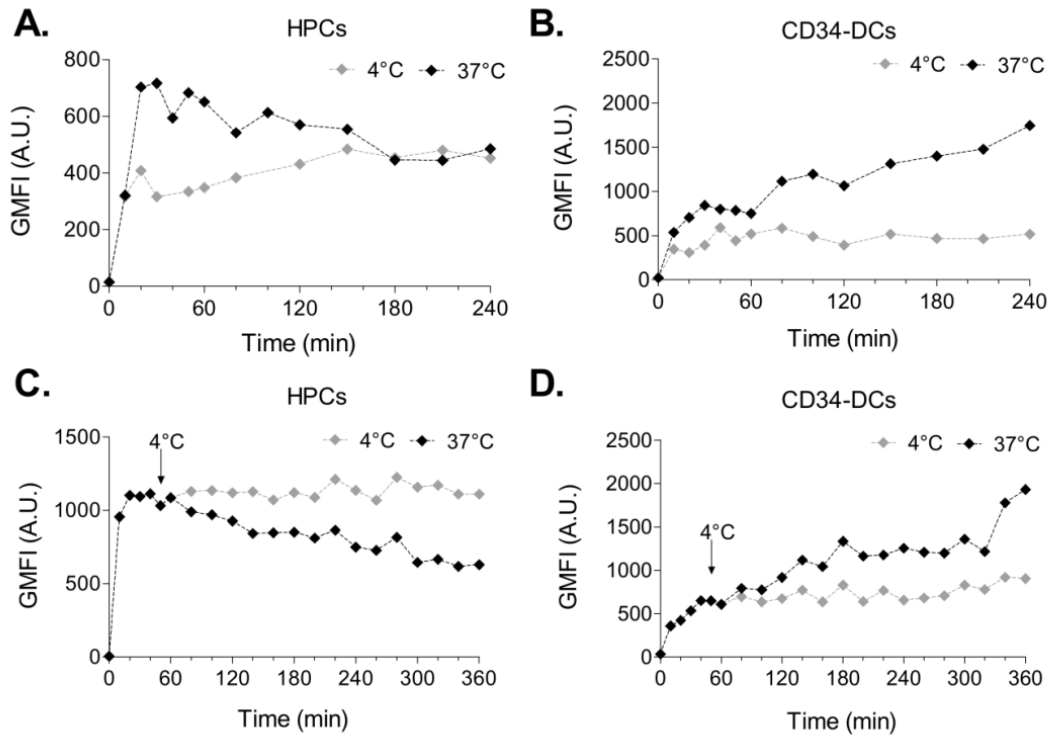 A.
HPCs
4°C 37°C
GMFI (A.U.)
800
600
400
200
0
0 60 120 180 240
Time (min)
B.
CD34-DCs
4°C 37°C
GMFI (A.U.)
2500
2000
1500
1000
500
0
0 60 120 180 240
Time (min)
C.
HPCs
4°C 37°C
4°C
GMFI (A.U.)
1500
1000
500
0
0 60 120 180 240 300 360
Time (min)
D.
CD34-DCs
4°C 37°C
4°C
GMFI (A.U.)
2500
2000
1500
1000
500
0
0 60 120 180 240 300 360
Time (min)